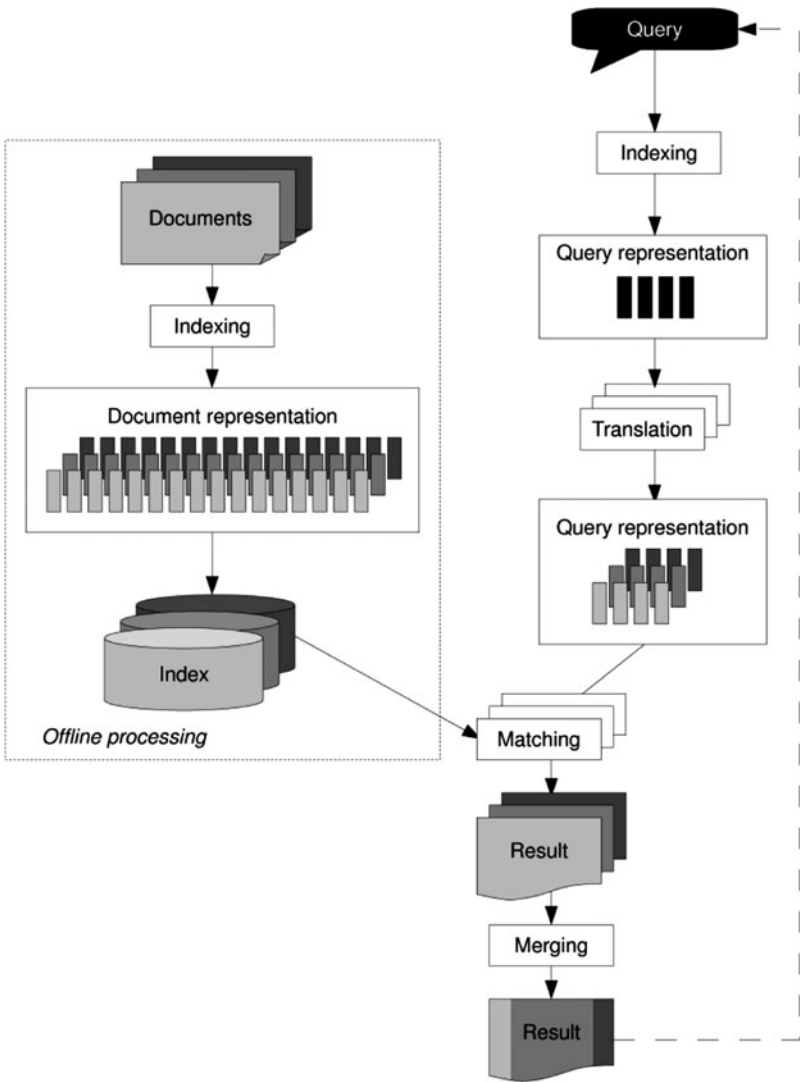 Query
Indexing
Query representation
Translation
Query representation
Documents
Indexing
Document representation
Index
Offline processing
Matching
Result
Merging
Result